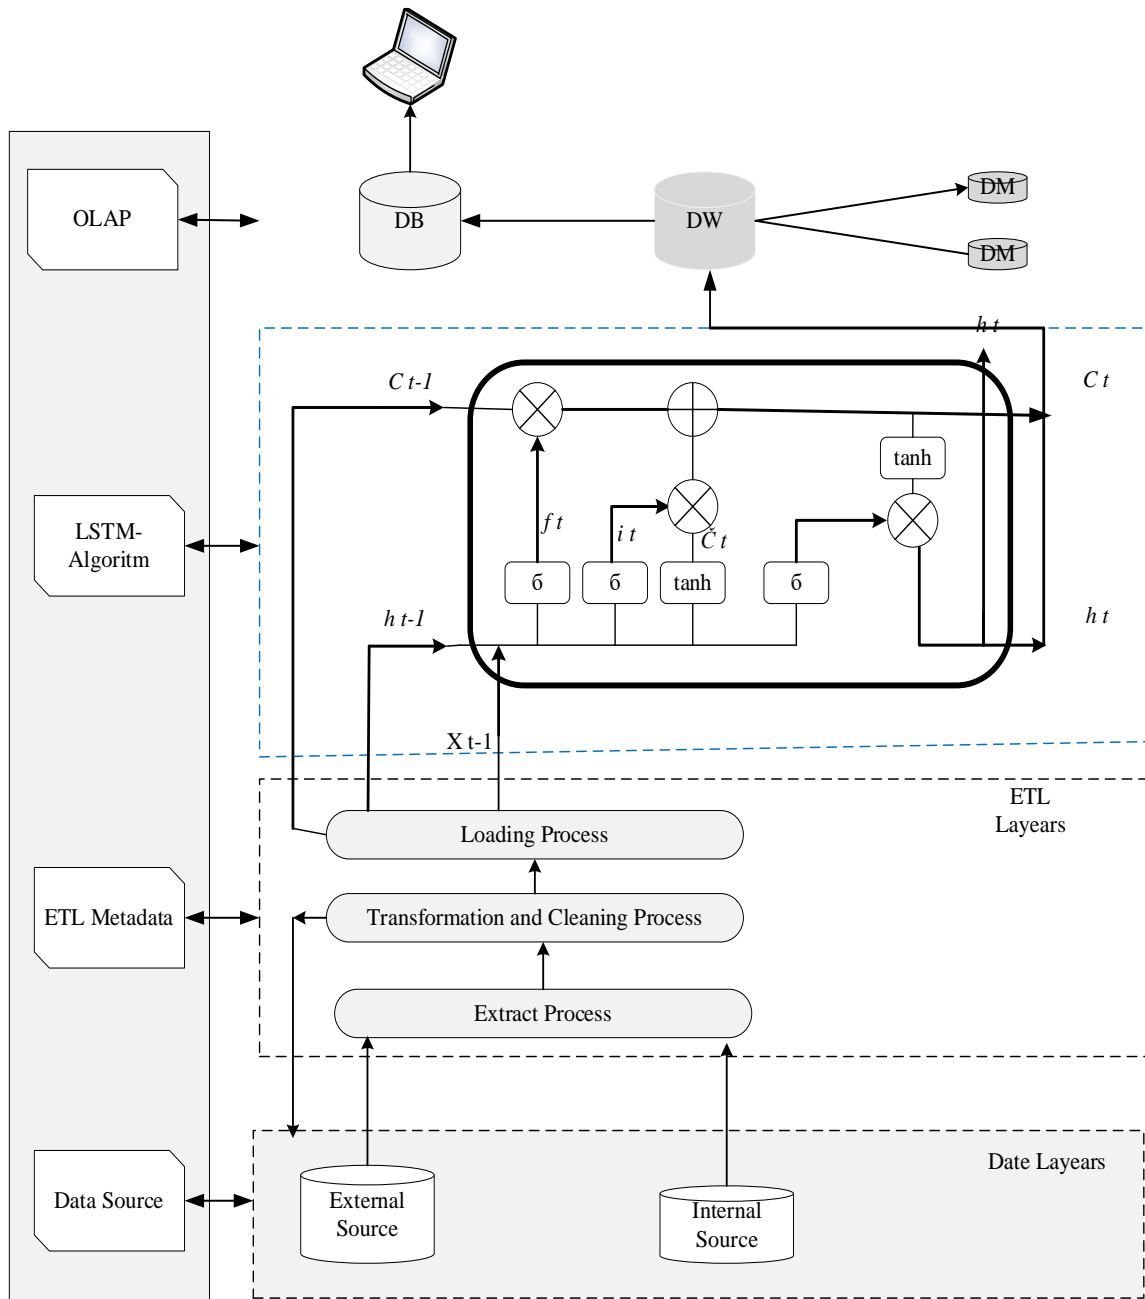 OLAP
DB
DW
DM
DM
h t
C t-1
C t
tanh
LSTM-
Algoritm
f t
i t
Č t
б
б
tanh
б
h t-1
h t
X t-1
ETL
Layears
Loading Process
ETL Metadata
Transformation and Cleaning Process
Extract Process
Date Layears
Data Source
External
Source
Internal
Source